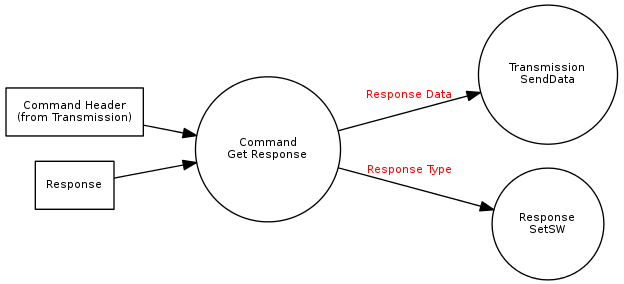 Command Header
(from Transmission)
Response
Command
Get Response
Response Data
Response Type
Transmission
SendData
Response
SetSW